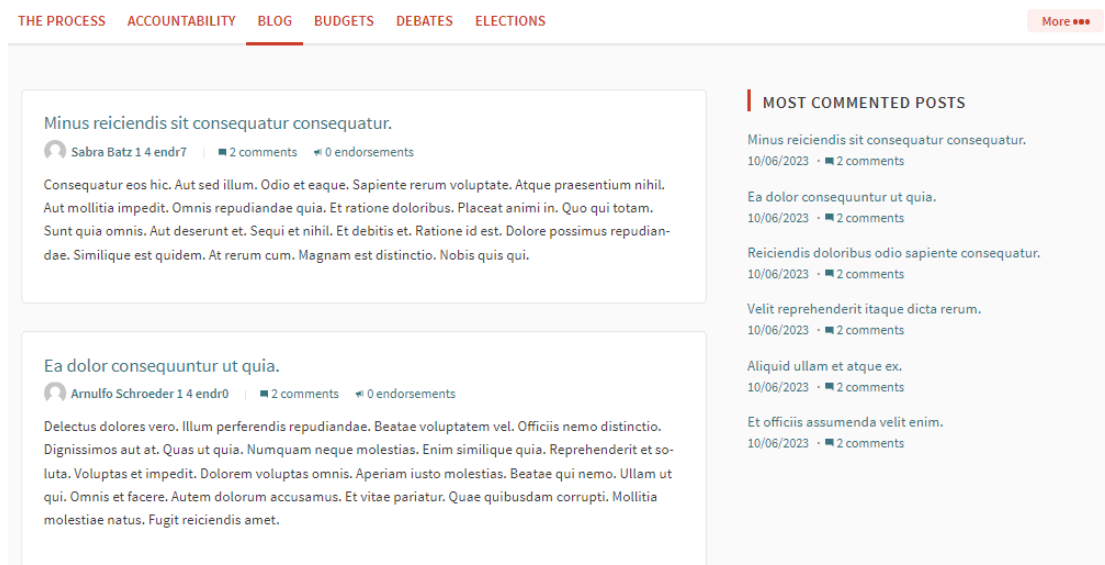 THE PROCESS ACCOUNTABILITY BLOG BUDGETS DEBATES ELECTIONS More •••
Minus reiciendis sit consequatur consequatur.
Sabra Batz 1 4 endr7 2 comments 0 endorsements
Consequatur eos hic. Aut sed illum. Odio et eaque. Sapiente rerum voluptate. Atque praesentium nihil.
Aut mollitia impedit. Omnis repudiandae quia. Et ratione doloribus. Placeat animi in. Quo qui totam.
Sunt quia omnis. Aut deserunt et. Sequi et nihil. Et debitis et. Ratione id est. Dolore possimus repudian-
dae. Similique est quidem. At rerum cum. Magnam est distinctio. Nobis quis qui.
Ea dolor consequuntur ut quia.
Arnulfo Schroeder 1 4 endr0 2 comments 0 endorsements
Delectus dolores vero. Illum perferendis repudiandae. Beatae voluptatem vel. Officiis nemo distinctio.
Dignissimos aut at. Quas ut quia. Numquam neque molestias. Enim similique quia. Reprehenderit et so-
luta. Voluptas et impedit. Dolorem voluptas omnis. Aperiam iusto molestias. Beatae qui nemo. Ullam ut
qui. Omnis et facere. Autem dolorum accusamus. Et vitae pariatur. Quae quibusdam corrupti. Mollitia
molestiae natus. Fugit reiciendis amet.
MOST COMMENTED POSTS
Minus reiciendis sit consequatur consequatur.
10/06/2023 · 2 comments
Ea dolor consequuntur ut quia.
10/06/2023 · 2 comments
Reiciendis doloribus odio sapiente consequatur.
10/06/2023 · 2 comments
Velit reprehenderit itaque dicta rerum.
10/06/2023 · 2 comments
Aliquid ullam et atque ex.
10/06/2023 · 2 comments
Et officiis assumenda velit enim.
10/06/2023 · 2 comments